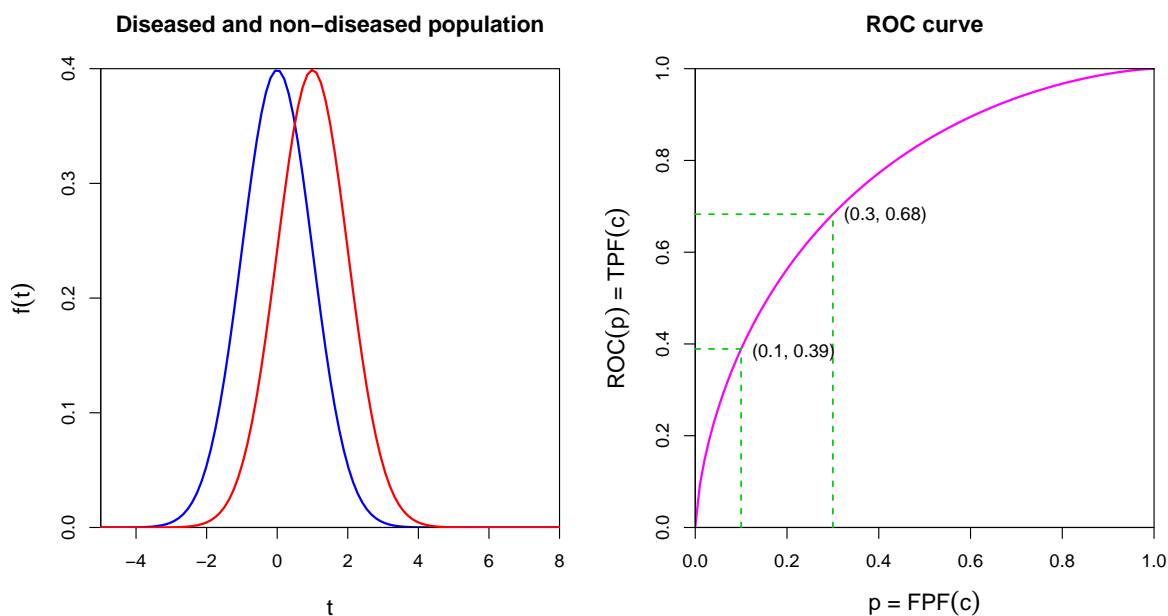 Diseased and non−diseased population
f(t)
0.4
0.3
0.2
0.1
0.0
−4 −2 0 2 4 6 8
t
ROC curve
ROC(p) = TPF(c)
1.0
0.8
0.6
0.4
0.2
0.0
(0.3, 0.68)
(0.1, 0.39)
0.0 0.2 0.4 0.6 0.8 1.0
p = FPF(c)